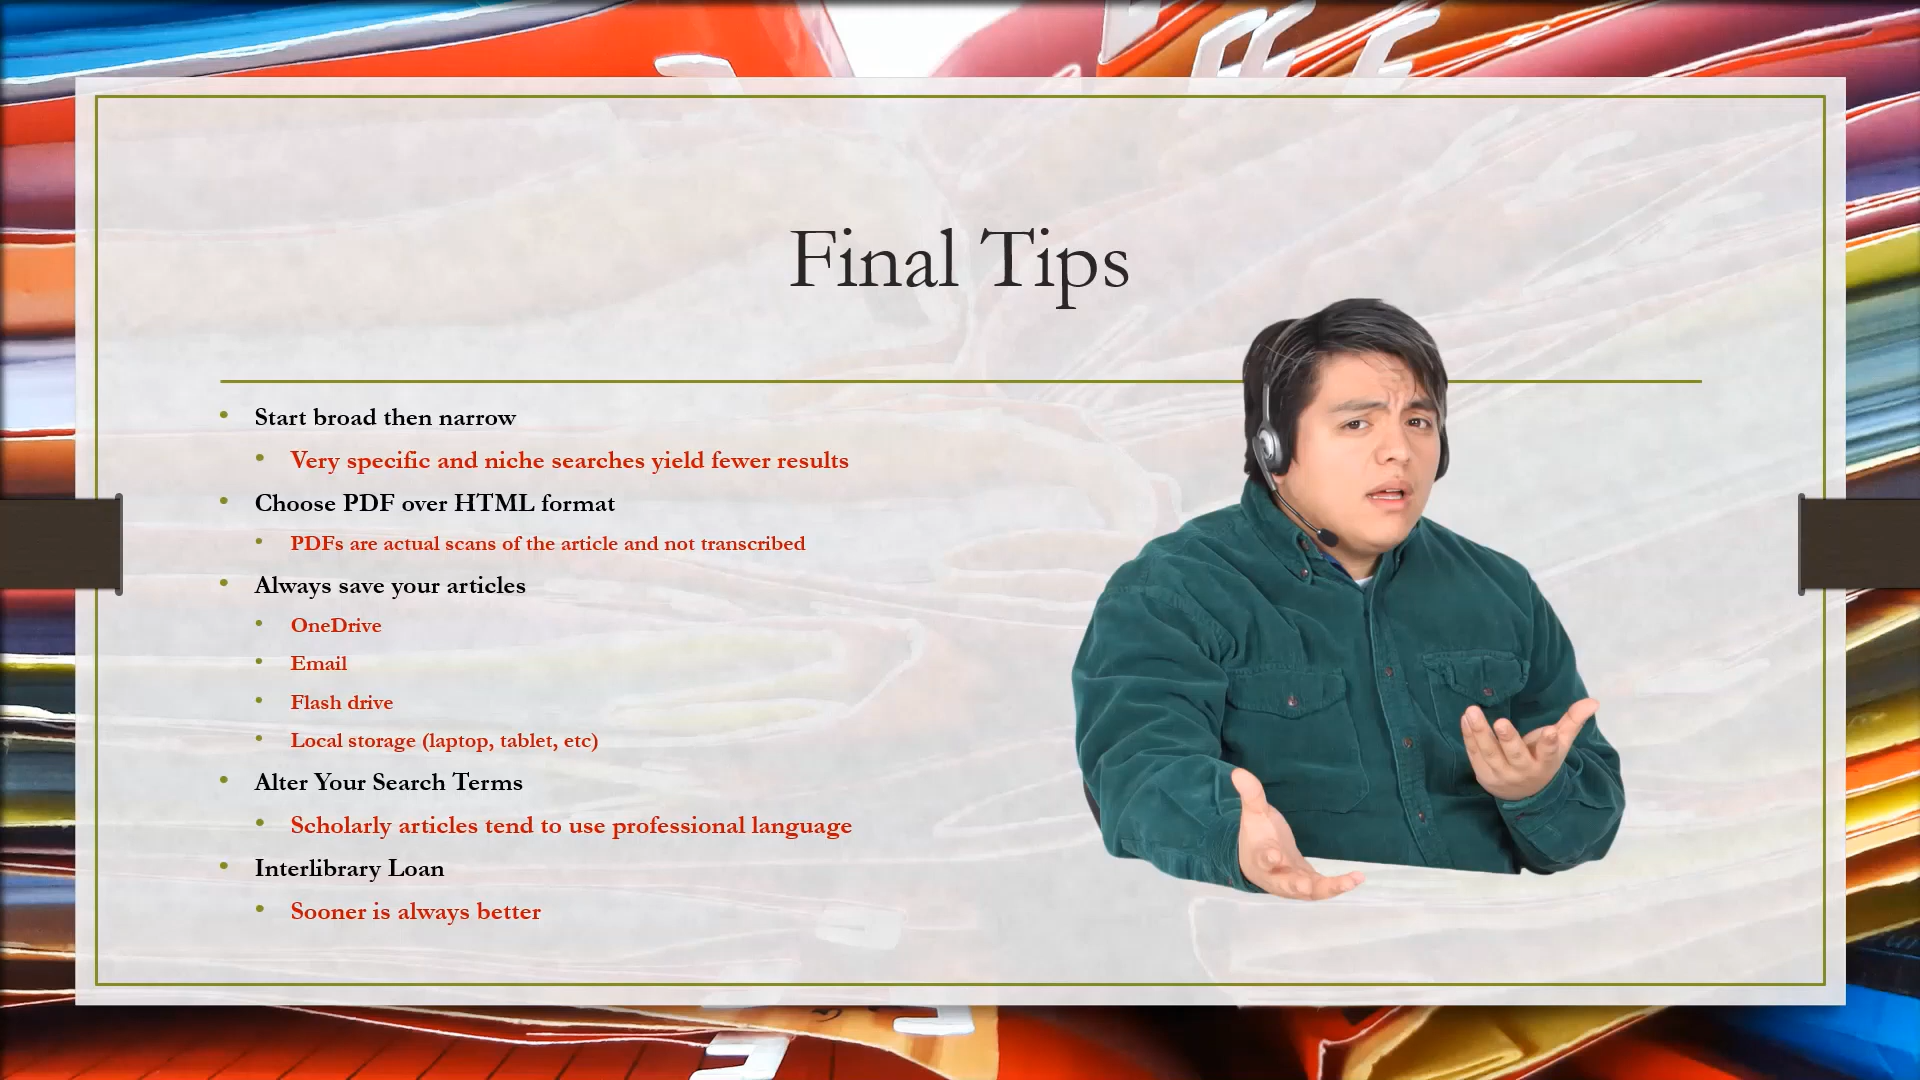 Final Tips
Start broad then narrow
Very specific and niche searches yield fewer results
Choose PDF over HTML format
PDFs are actual scans of the article and not transcribed
Always save your articles
OneDrive
Email
Flash drive
Local storage (laptop, tablet, etc)
Alter Your Search Terms
Scholarly articles tend to use professional language
Interlibrary Loan
Sooner is always better